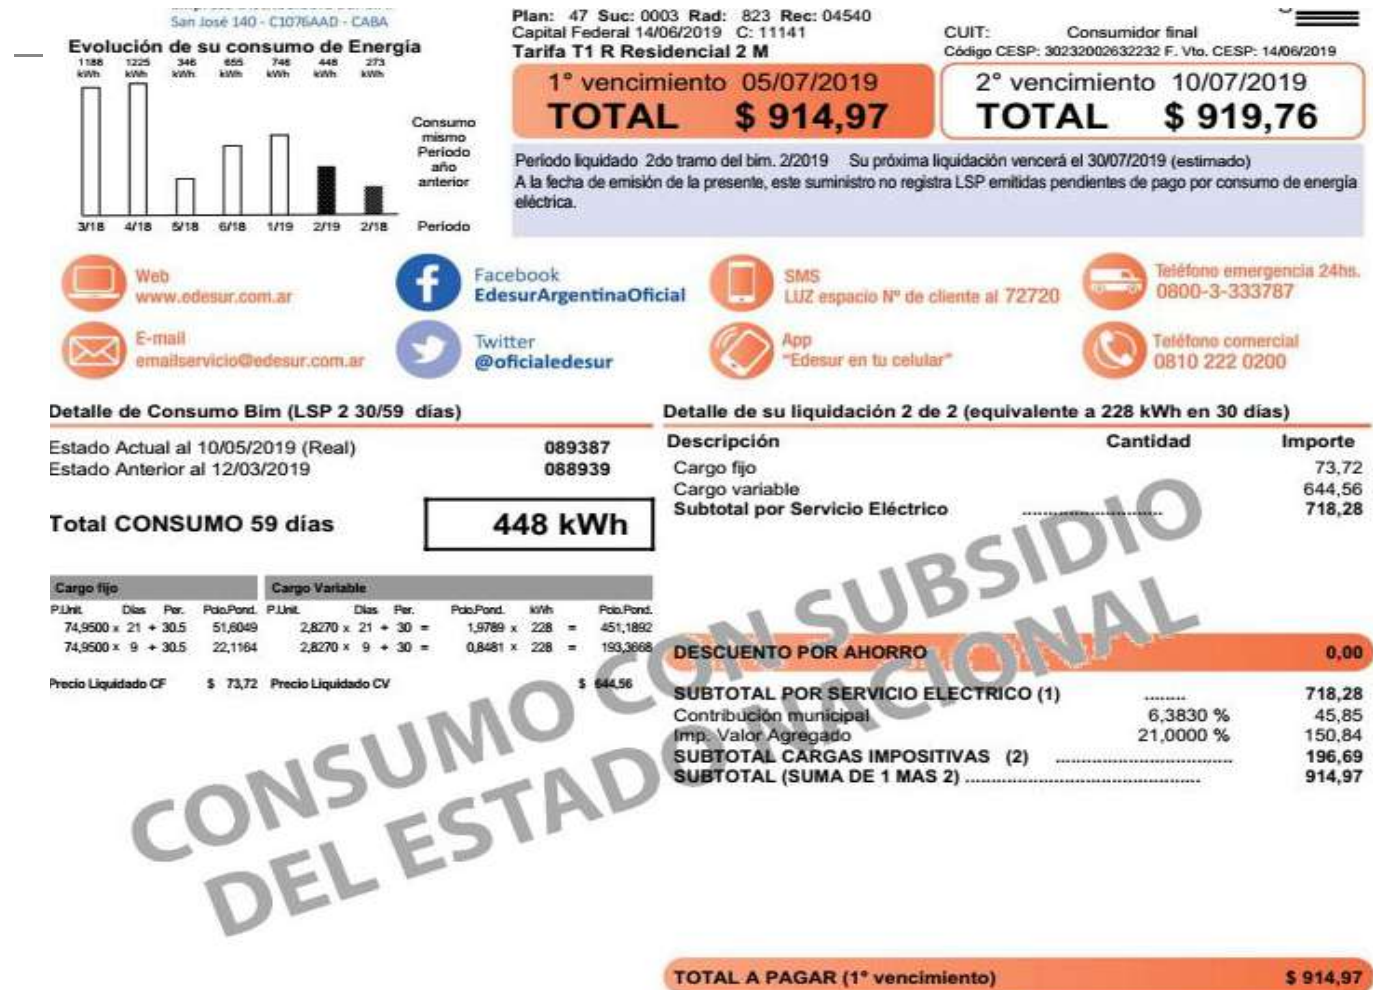 San José 140 - C1076AAD - CABA
Evolución de su consumo de Energía
1188 1225 346 655 746 448 273
kWh kWh kWh kWh kWh kWh kWh
Consumo
mismo
Período
año
anterior
3/18 4/18 5/18 6/18 1/19 2/19 2/18 Período
Plan: 47 Suc: 0003 Rad: 823 Rec: 04540
Capital Federal 14/06/2019 C: 11141
Tarifa T1 R Residencial 2 M
CUIT: Consumidor final
Código CESP: 30232002632232 F. Vto. CESP: 14/06/2019
1° vencimiento 05/07/2019
TOTAL $ 914,97
2° vencimiento 10/07/2019
TOTAL $ 919,76
Período liquidado 2do tramo del bim. 2/2019 Su próxima liquidación vencerá el 30/07/2019 (estimado)
A la fecha de emisión de la presente, este suministro no registra LSP emitidas pendientes de pago por consumo de energía
eléctrica.
Web
www.edesur.com.ar
Facebook
EdesurArgentinaOficial
SMS
LUZ espacio Nº de cliente al 72720
Teléfono emergencia 24hs.
0800-3-333787
E-mail
emailservicio@edesur.com.ar
Twitter
@oficialedesur
App
"Edesur en tu celular"
Teléfono comercial
0810 222 0200
Detalle de Consumo Bim (LSP 2 30/59 días)
Estado Actual al 10/05/2019 (Real) 089387
Estado Anterior al 12/03/2019 088939
Total CONSUMO 59 días 448 kWh
Cargo fijo Cargo Variable
P.Unit. Días Per. Pcio.Pond. P.Unit. Días Per. Pcio.Pond. kWh Pcio.Pond.
74,9500 x 21 ÷ 30.5 51,6049 2,8270 x 21 ÷ 30 = 1,9789 x 228 = 451,1892
74,9500 x 9 ÷ 30.5 22,1164 2,8270 x 9 ÷ 30 = 0,8481 x 228 = 193,3668
Precio Liquidado CF $ 73,72 Precio Liquidado CV $ 644,56
Detalle de su liquidación 2 de 2 (equivalente a 228 kWh en 30 días)
Descripción Cantidad Importe
Cargo fijo 73,72
Cargo variable 644,56
Subtotal por Servicio Eléctrico ............................ 718,28
DESCUENTO POR AHORRO 0,00
SUBTOTAL POR SERVICIO ELECTRICO (1) ........ 718,28
Contribución municipal 6,3830 % 45,85
Imp. Valor Agregado 21,0000 % 150,84
SUBTOTAL CARGAS IMPOSITIVAS (2) ................................... 196,69
SUBTOTAL (SUMA DE 1 MAS 2) .............................................. 914,97
CONSUMO CON SUBSIDIO
DEL ESTADO NACIONAL
TOTAL A PAGAR (1° vencimiento) $ 914,97